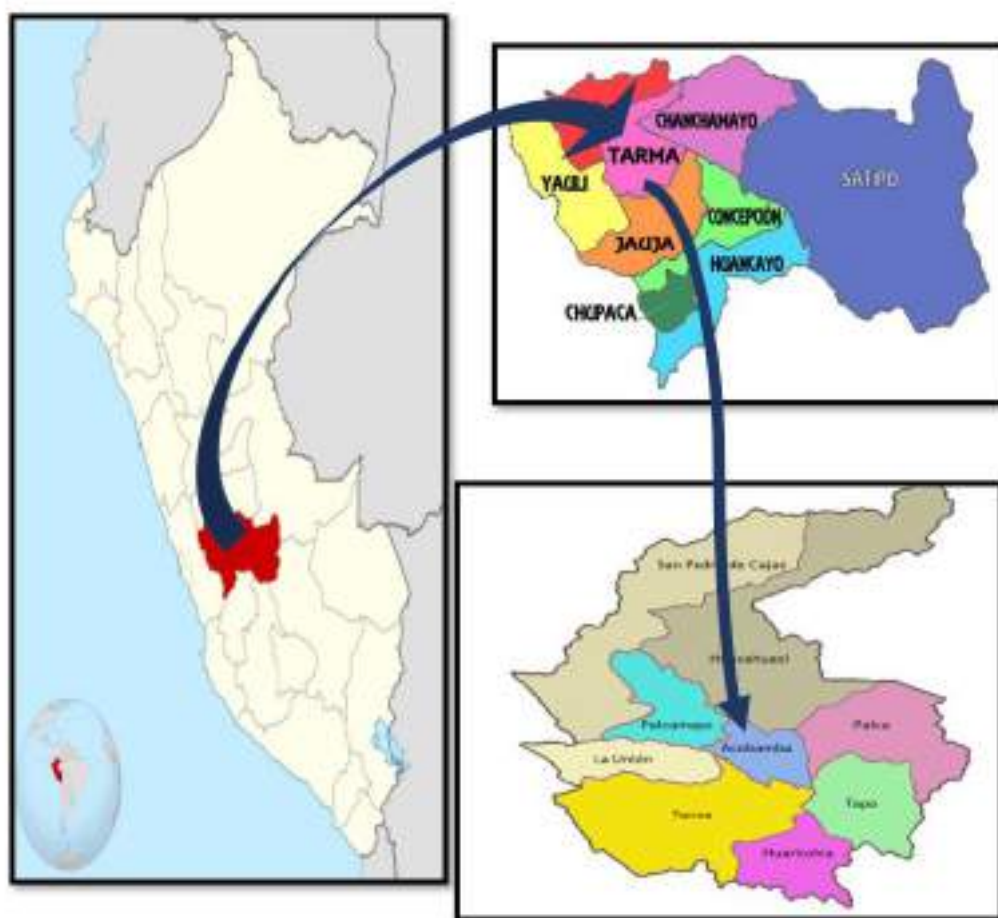 CHANCHAMAYO
TARMA
YAULI
SATIPO
CONCEPCIÓN
JAUJA
HUANCAYO
CHUPACA
San Pedro de Cajas
Huasahuasi
Palcamayo
Acobamba
Palca
La Unión
Tarma
Tapo
Huaricolca